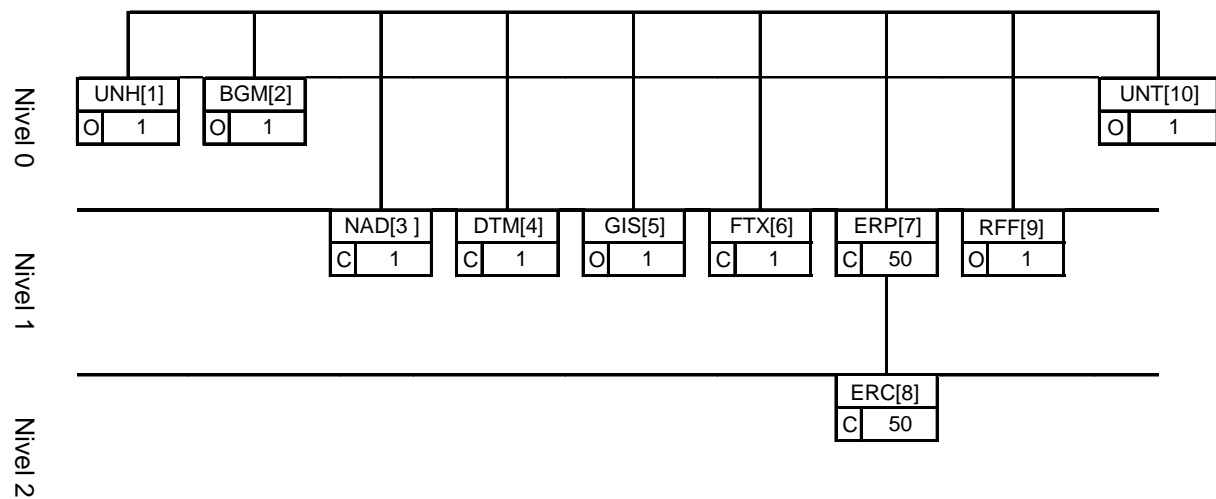 Nivel 0
UNH[1] BGM[2] UNT[10]
O 1 O 1 O 1
Nivel 1
NAD[3 ] DTM[4] GIS[5] FTX[6] ERP[7] RFF[9]
C 1 C 1 O 1 C 1 C 50 O 1
Nivel 2
ERC[8]
C 50